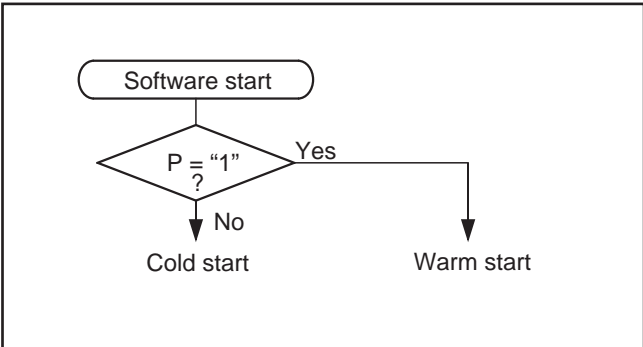 Software start
P = “1”
?
Yes
No
Cold start
Warm start